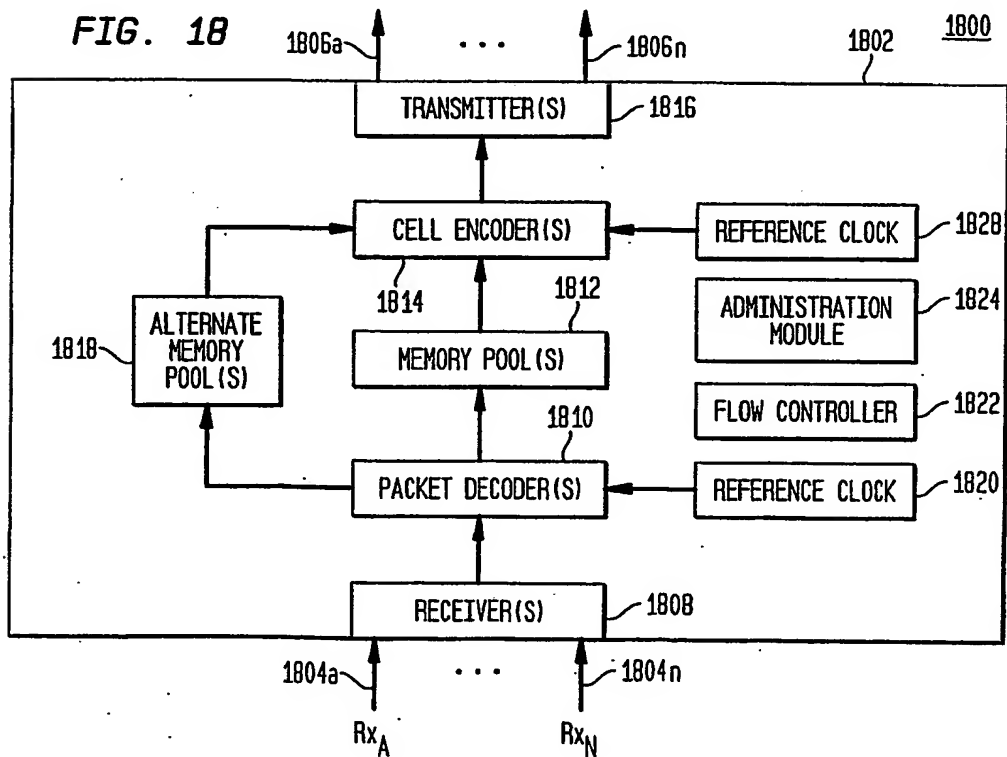 FIG. 18
1806a
...
1806n
1800
1802
TRANSMITTER(S)
1816
CELL ENCODER(S)
1814
REFERENCE CLOCK
1828
1812
ADMINISTRATION
MODULE
1824
1818
ALTERNATE
MEMORY
POOL(S)
MEMORY POOL(S)
FLOW CONTROLLER
1822
1810
PACKET DECODER(S)
REFERENCE CLOCK
1820
RECEIVER(S)
1808
1804a
...
1804n
RxA
RxN